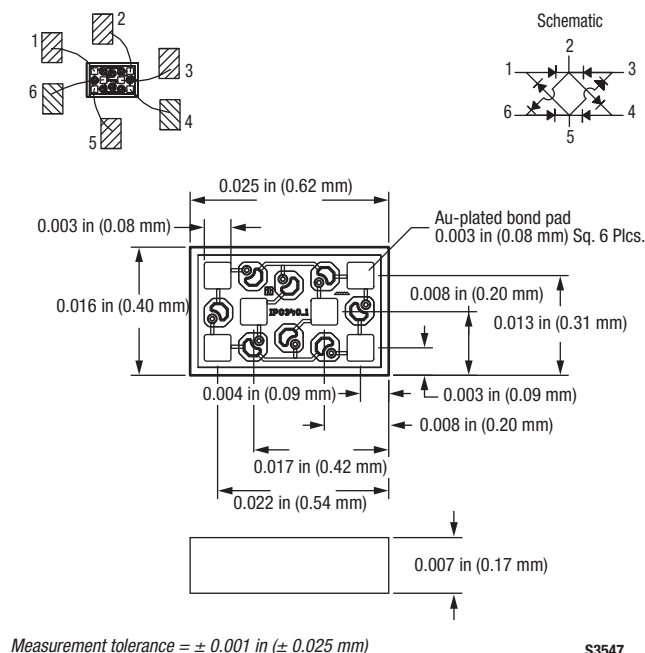 1
2
3
6
5
4
Schematic
2
1
3
6
4
5
0.025 in (0.62 mm)
0.003 in (0.08 mm)
Au-plated bond pad
0.003 in (0.08 mm) Sq. 6 Plcs.
0.016 in (0.40 mm)
0.008 in (0.20 mm)
0.013 in (0.31 mm)
0.004 in (0.09 mm)
0.003 in (0.09 mm)
0.008 in (0.20 mm)
0.017 in (0.42 mm)
0.022 in (0.54 mm)
0.007 in (0.17 mm)
Measurement tolerance = ± 0.001 in (± 0.025 mm)
S3547